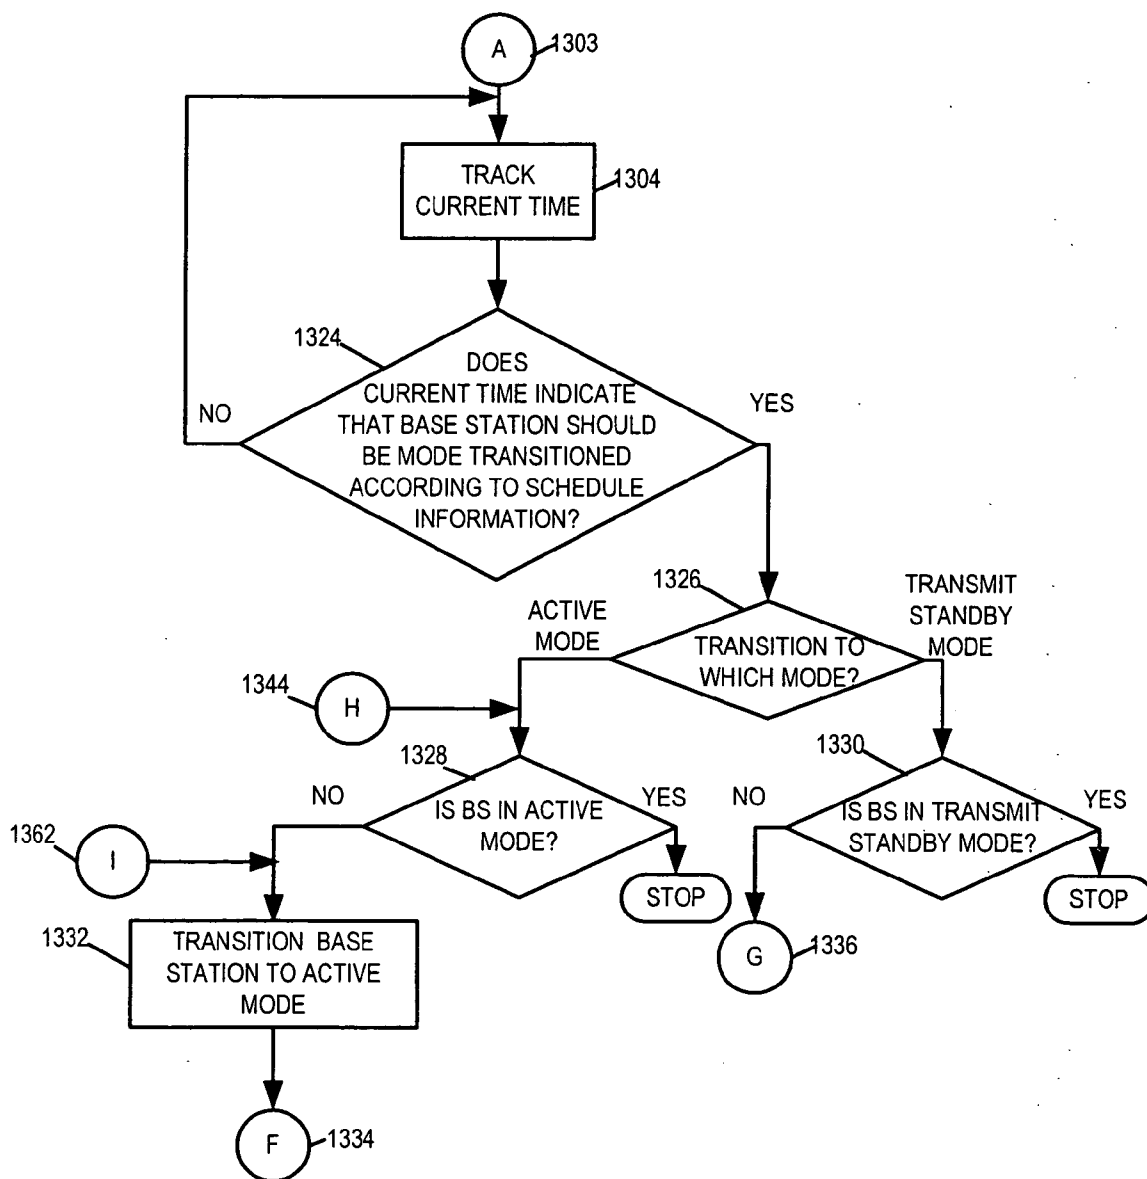 A
1303
TRACK
CURRENT TIME
1304
1324
DOES
CURRENT TIME INDICATE
THAT BASE STATION SHOULD
BE MODE TRANSITIONED
ACCORDING TO SCHEDULE
INFORMATION?
NO
YES
1326
TRANSITION TO
WHICH MODE?
ACTIVE
MODE
TRANSMIT
STANDBY
MODE
1344
H
1328
IS BS IN ACTIVE
MODE?
NO
YES
STOP
1330
IS BS IN TRANSMIT
STANDBY MODE?
NO
YES
STOP
G
1336
1362
I
1332
TRANSITION BASE
STATION TO ACTIVE
MODE
F
1334